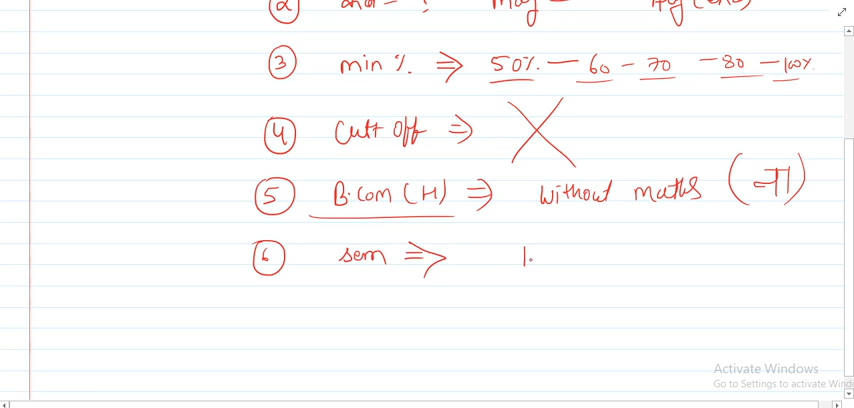 ③ min %. ⇒ 50%. — 60 - 70 - 80 - 100%.
④ Cutt off ⇒ X
⑤ B.com (H) ⇒ Without maths (ना)
⑥ sem ⇒ 1.
Activate Windows
Go to Settings to activate Wind